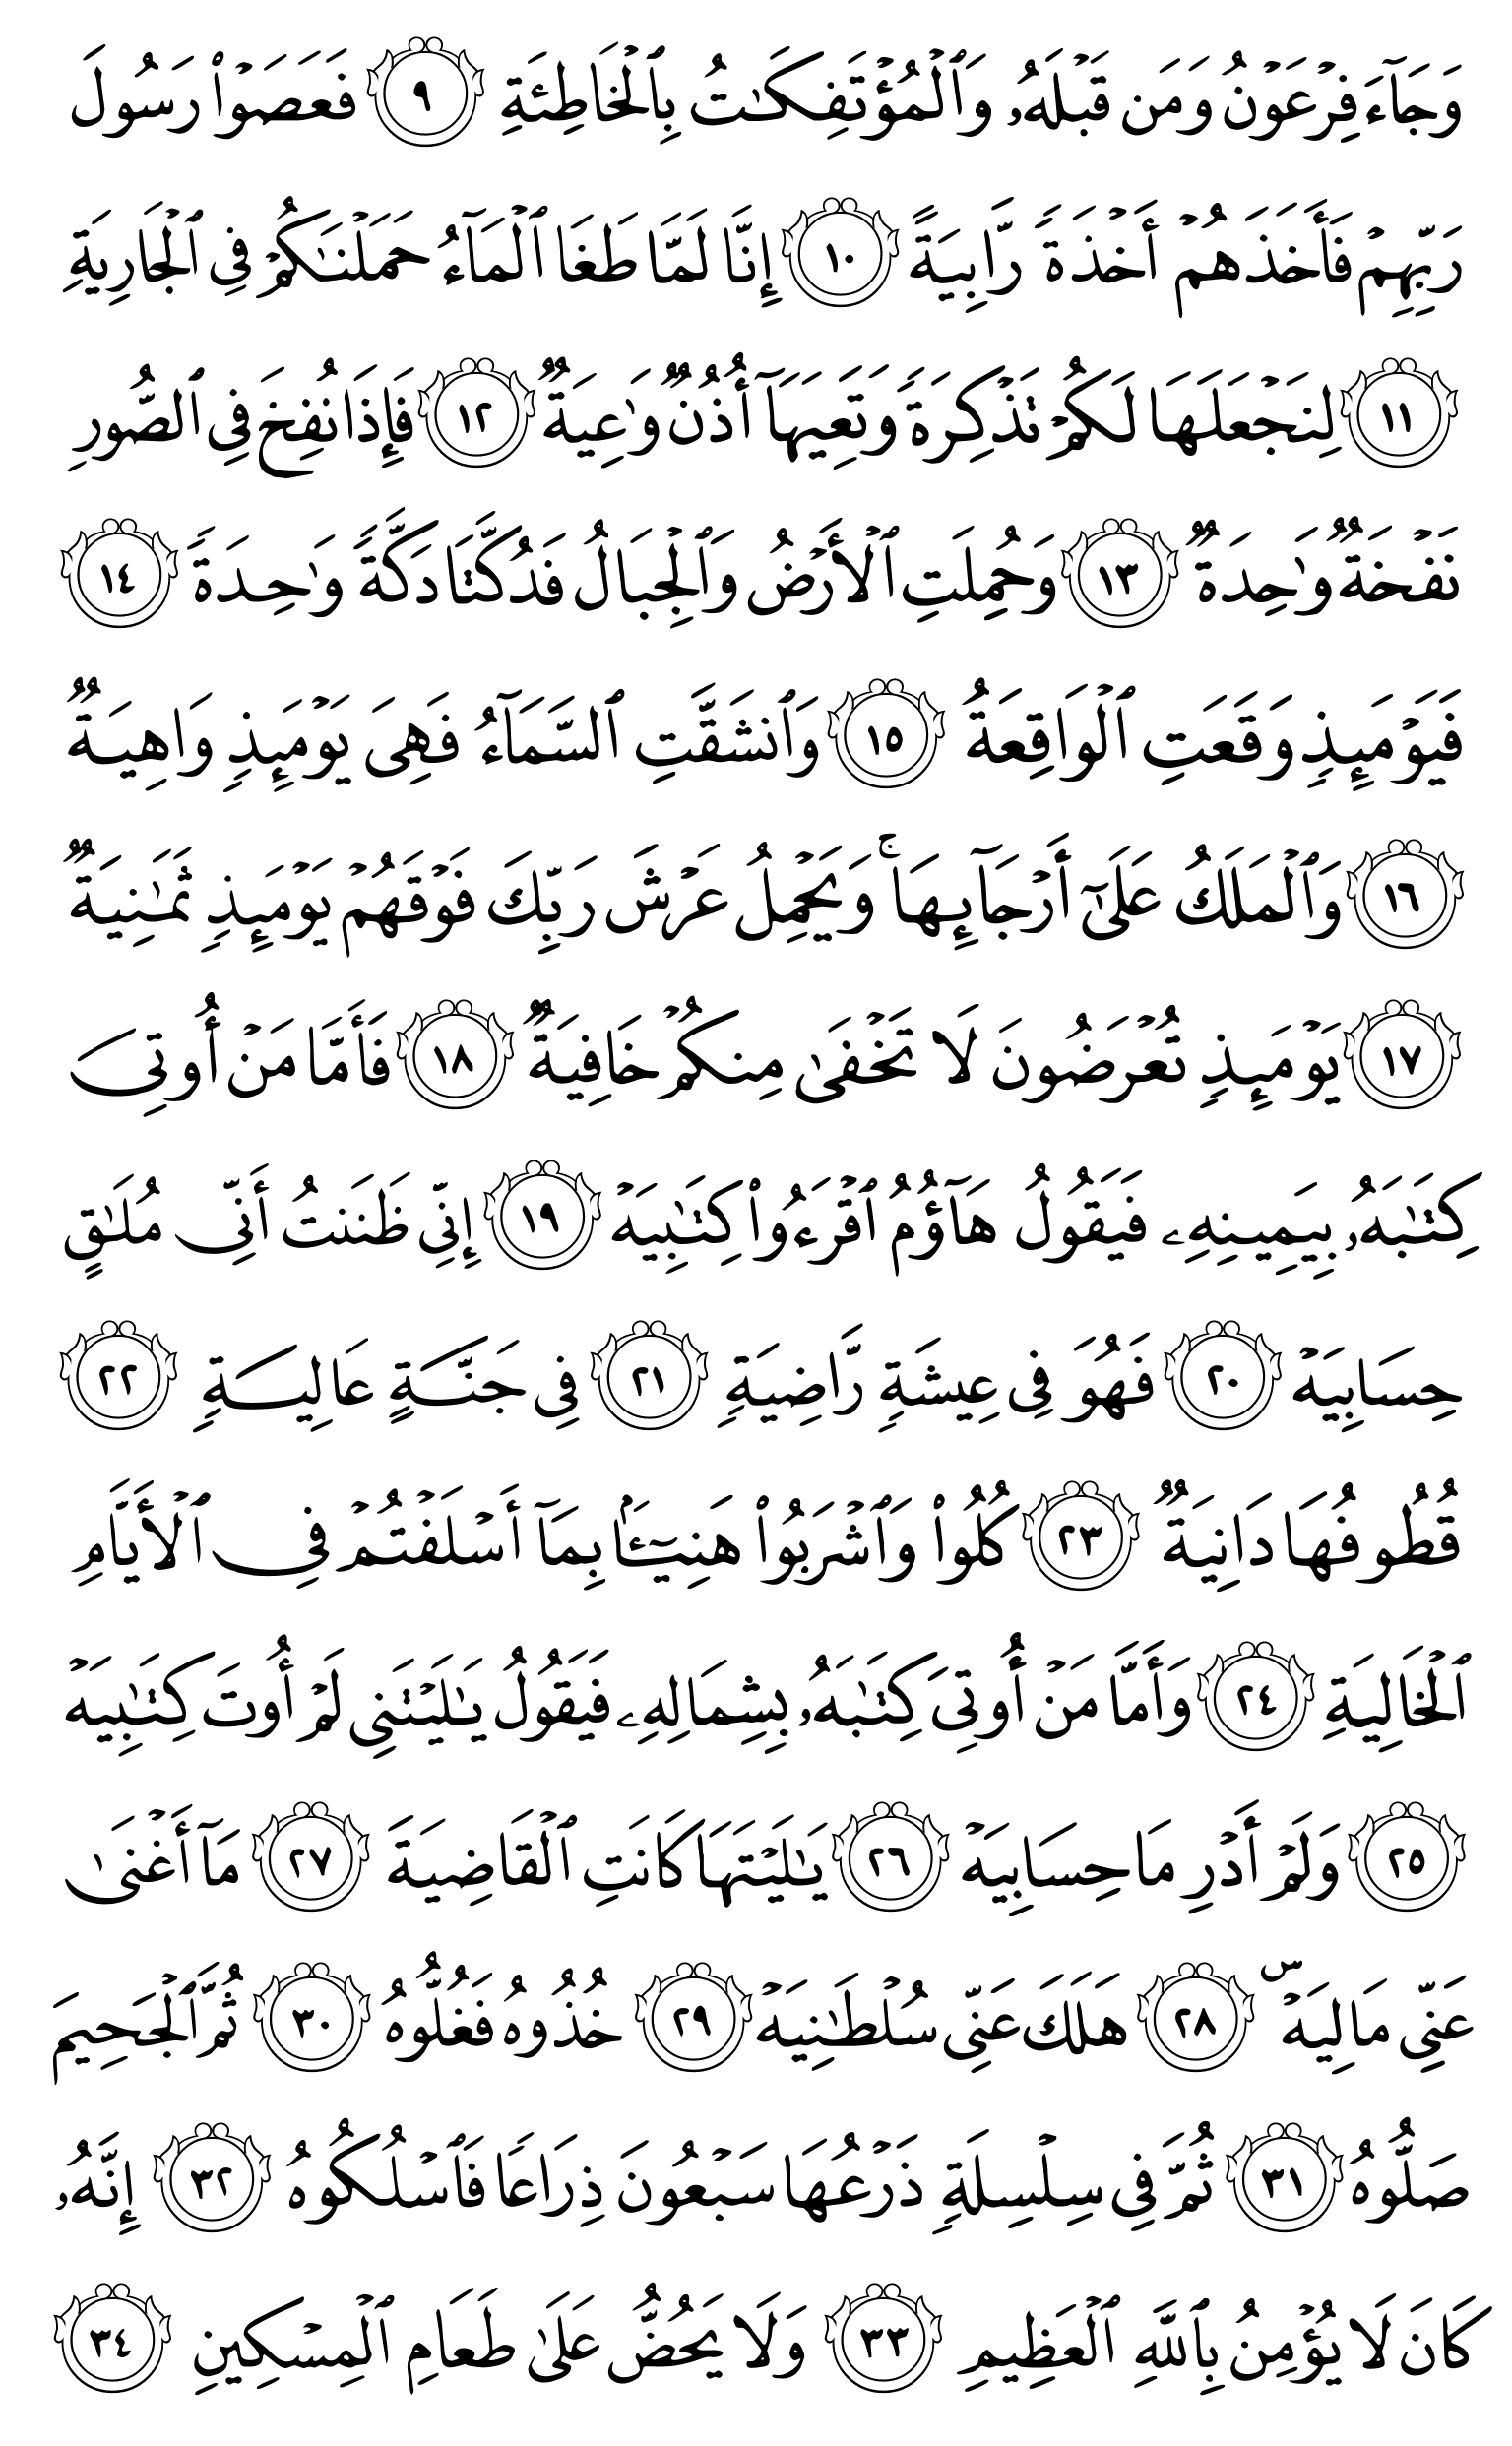 وَجَآءَ فِرۡعَوۡنُ وَمَن قَبۡلَهُۥ وَٱلۡمُؤۡتَفِكَٰتُ بِٱلۡخَاطِئَةِ ٩ فَعَصَوۡاْ رَسُولَ
رَبِّهِمۡ فَأَخَذَهُمۡ أَخۡذَةٗ رَّابِيَةً ١٠ إِنَّا لَمَّا طَغَا ٱلۡمَآءُ حَمَلۡنَٰكُمۡ فِي ٱلۡجَارِيَةِ
١١ لِنَجۡعَلَهَا لَكُمۡ تَذۡكِرَةٗ وَتَعِيَهَآ أُذُنٞ وَٰعِيَةٞ ١٢ فَإِذَا نُفِخَ فِي ٱلصُّورِ
نَفۡخَةٞ وَٰحِدَةٞ ١٣ وَحُمِلَتِ ٱلۡأَرۡضُ وَٱلۡجِبَالُ فَدُكَّتَا دَكَّةٗ وَٰحِدَةٗ ١٤
فَيَوۡمَئِذٖ وَقَعَتِ ٱلۡوَاقِعَةُ ١٥ وَٱنشَقَّتِ ٱلسَّمَآءُ فَهِيَ يَوۡمَئِذٖ وَاهِيَةٞ
١٦ وَٱلۡمَلَكُ عَلَىٰٓ أَرۡجَآئِهَاۚ وَيَحۡمِلُ عَرۡشَ رَبِّكَ فَوۡقَهُمۡ يَوۡمَئِذٖ ثَمَٰنِيَةٞ
١٧ يَوۡمَئِذٖ تُعۡرَضُونَ لَا تَخۡفَىٰ مِنكُمۡ خَافِيَةٞ ١٨ فَأَمَّا مَنۡ أُوتِيَ
كِتَٰبَهُۥ بِيَمِينِهِۦ فَيَقُولُ هَآؤُمُ ٱقۡرَءُواْ كِتَٰبِيَهۡ ١٩ إِنِّي ظَنَنتُ أَنِّي مُلَٰقٍ
حِسَابِيَهۡ ٢٠ فَهُوَ فِي عِيشَةٖ رَّاضِيَةٖ ٢١ فِي جَنَّةٍ عَالِيَةٖ ٢٢
قُطُوفُهَا دَانِيَةٞ ٢٣ كُلُواْ وَٱشۡرَبُواْ هَنِيٓـَٔۢا بِمَآ أَسۡلَفۡتُمۡ فِي ٱلۡأَيَّامِ
ٱلۡخَالِيَةِ ٢٤ وَأَمَّا مَنۡ أُوتِيَ كِتَٰبَهُۥ بِشِمَالِهِۦ فَيَقُولُ يَٰلَيۡتَنِي لَمۡ أُوتَ كِتَٰبِيَهۡ
٢٥ وَلَمۡ أَدۡرِ مَا حِسَابِيَهۡ ٢٦ يَٰلَيۡتَهَا كَانَتِ ٱلۡقَاضِيَةَ ٢٧ مَآ أَغۡنَىٰ
عَنِّي مَالِيَهۡۜ ٢٨ هَلَكَ عَنِّي سُلۡطَٰنِيَهۡ ٢٩ خُذُوهُ فَغُلُّوهُ ٣٠ ثُمَّ ٱلۡجَحِيمَ
صَلُّوهُ ٣١ ثُمَّ فِي سِلۡسِلَةٖ ذَرۡعُهَا سَبۡعُونَ ذِرَاعٗا فَٱسۡلُكُوهُ ٣٢ إِنَّهُۥ
كَانَ لَا يُؤۡمِنُ بِٱللَّهِ ٱلۡعَظِيمِ ٣٣ وَلَا يَحُضُّ عَلَىٰ طَعَامِ ٱلۡمِسۡكِينِ ٣٤